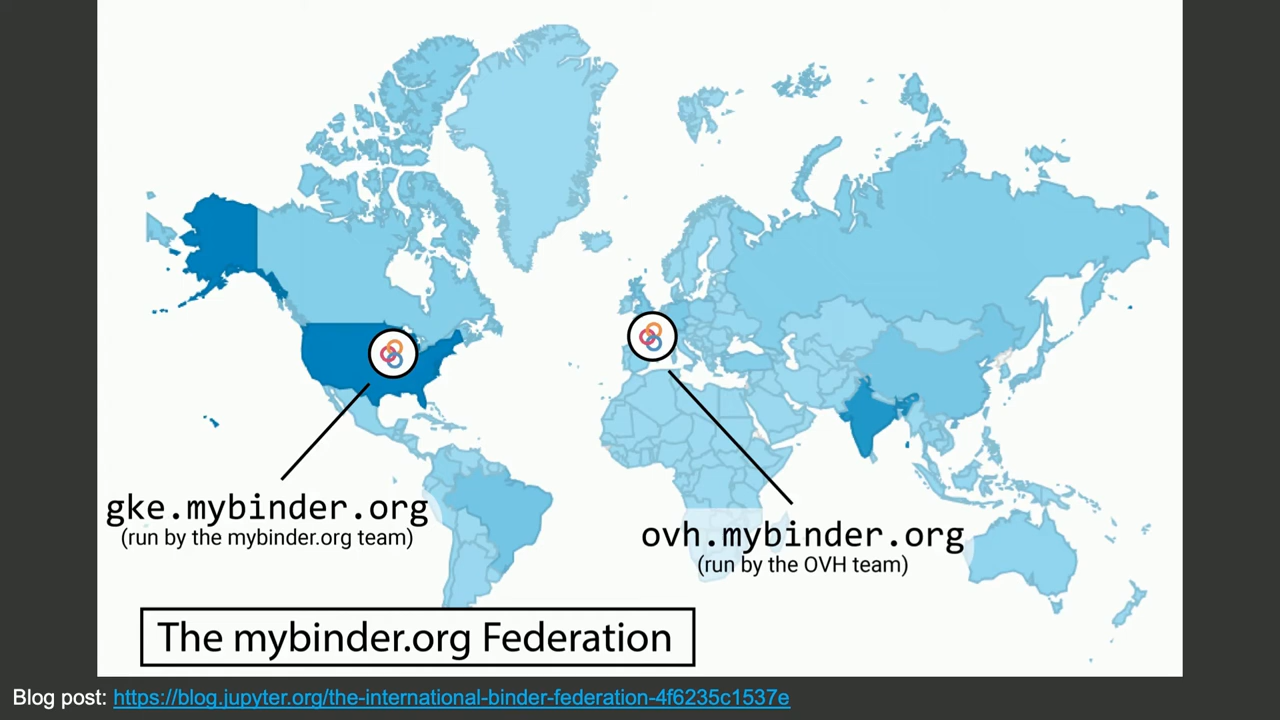 gke.mybinder.org
(run by the mybinder.org team)
ovh.mybinder.org
(run by the OVH team)
The mybinder.org Federation
Blog post: https://blog.jupyter.org/the-international-binder-federation-4f6235c1537e